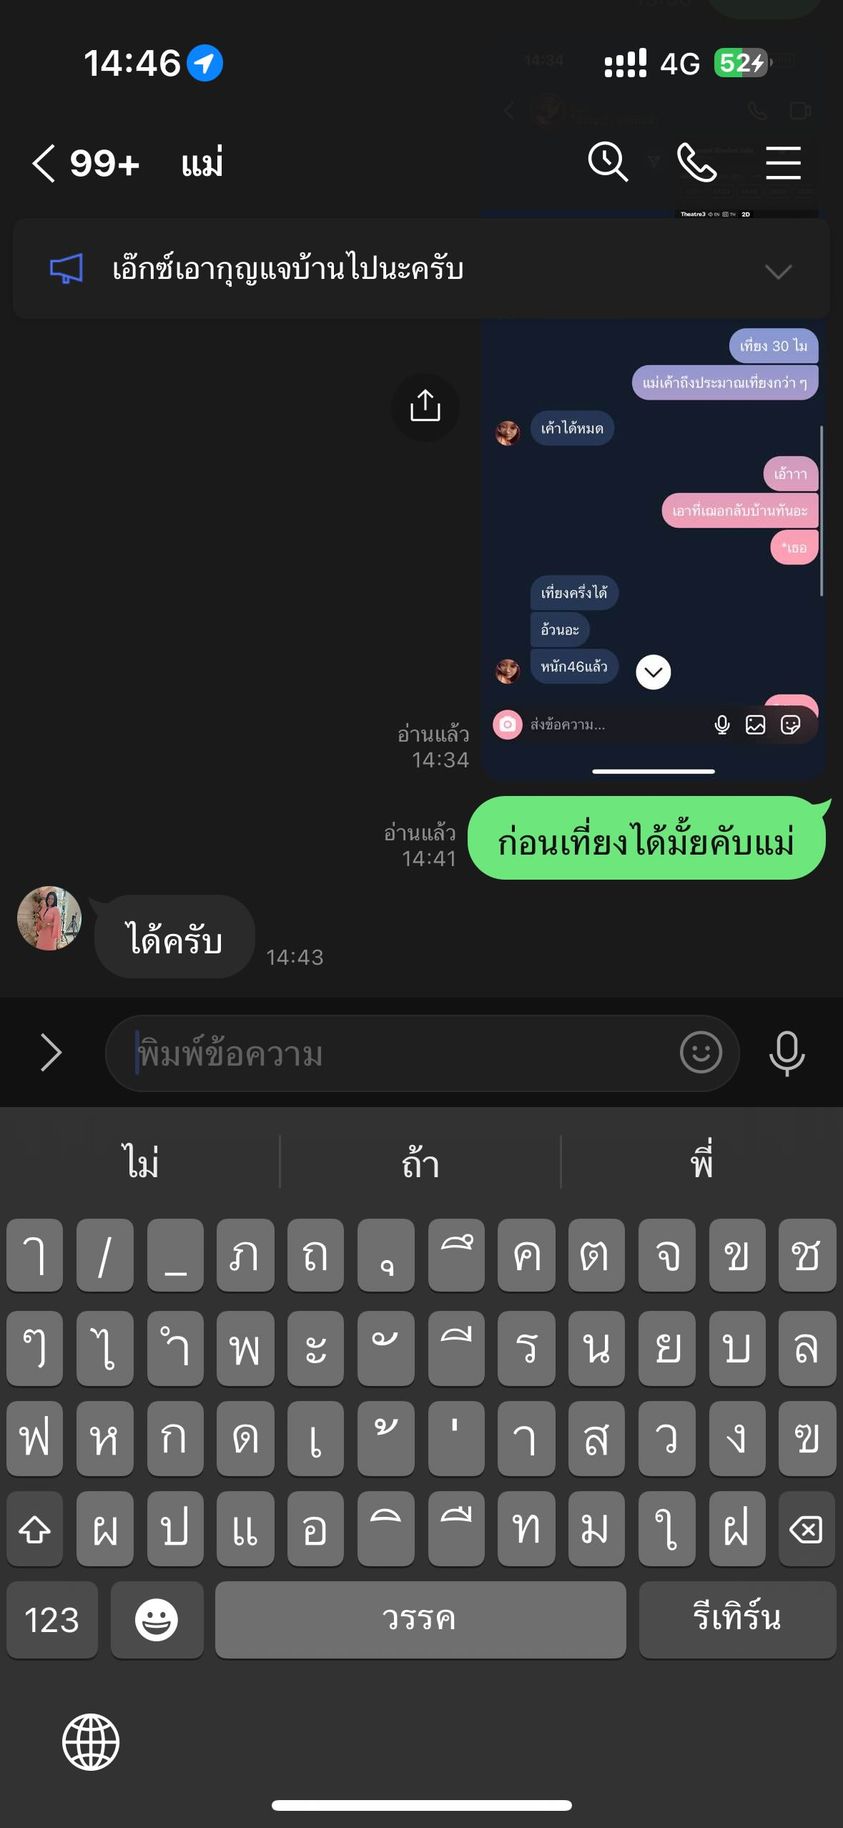 14:46
4G
52
99+ แม่
Theatre3 EN TH 2D
เอ๊กซ์เอากุญแจบ้านไปนะครับ
เที่ยง 30 ไม
แม่เค้าถึงประมาณเที่ยงกว่า ๆ
เค้าได้หมด
เอ้าาา
เอาที่เฌอกลับบ้านทันอะ
*เธอ
เที่ยงครึ่งได้
อ้วนอะ
หนัก46แล้ว
ส่งข้อความ...
อ่านแล้ว
14:34
ก่อนเที่ยงได้มั้ยคับแม่
อ่านแล้ว
14:41
ได้ครับ
14:43
พิมพ์ข้อความ
ไม่ ถ้า พี่
ๅ / _ ภ ถ ุ ึ ค ต จ ข ช
ๆ ไ ำ พ ะ ั ี ร น ย บ ล
ฟ ห ก ด เ ้ ่ า ส ว ง ฃ
ผ ป แ อ ิ ื ท ม ใ ฝ
123 วรรค รีเทิร์น